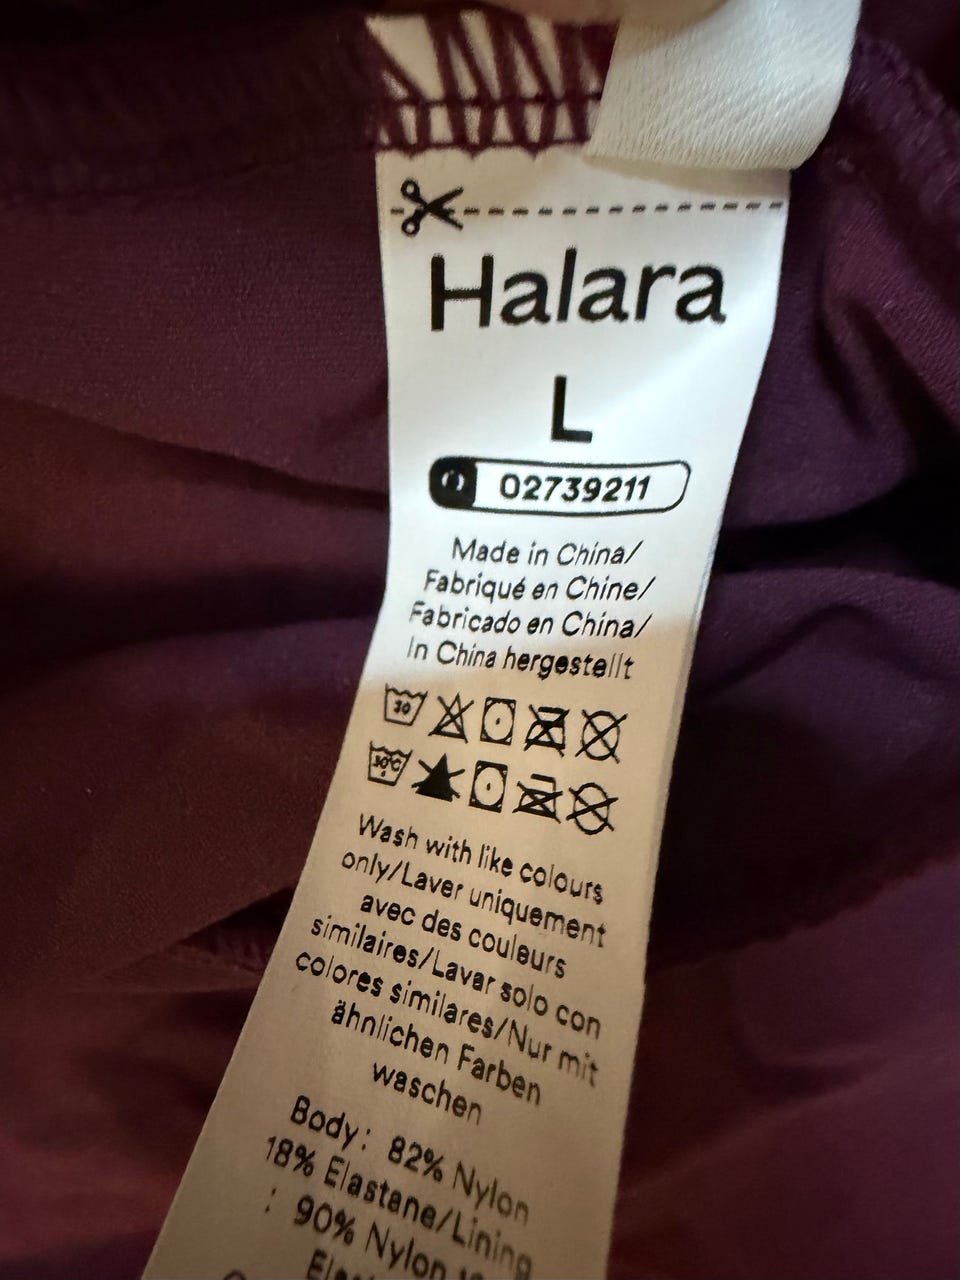 Halara
L
02739211
Made in China/
Fabriqué en Chine/
Fabricado en China/
In China hergestellt
30
30°C
Wash with like colours
only/Laver uniquement
avec des couleurs
similaires/Lavar solo con
colores similares/Nur mit
ähnlichen Farben
waschen
Body: 82% Nylon
18% Elastane/Lining
: 90% Nylon